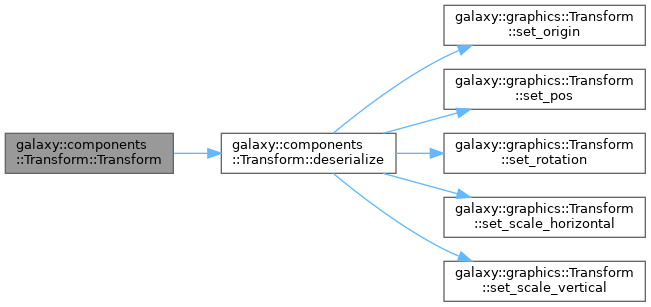 galaxy::components
::Transform::Transform
galaxy::components
::Transform::deserialize
galaxy::graphics::Transform
::set_origin
galaxy::graphics::Transform
::set_pos
galaxy::graphics::Transform
::set_rotation
galaxy::graphics::Transform
::set_scale_horizontal
galaxy::graphics::Transform
::set_scale_vertical